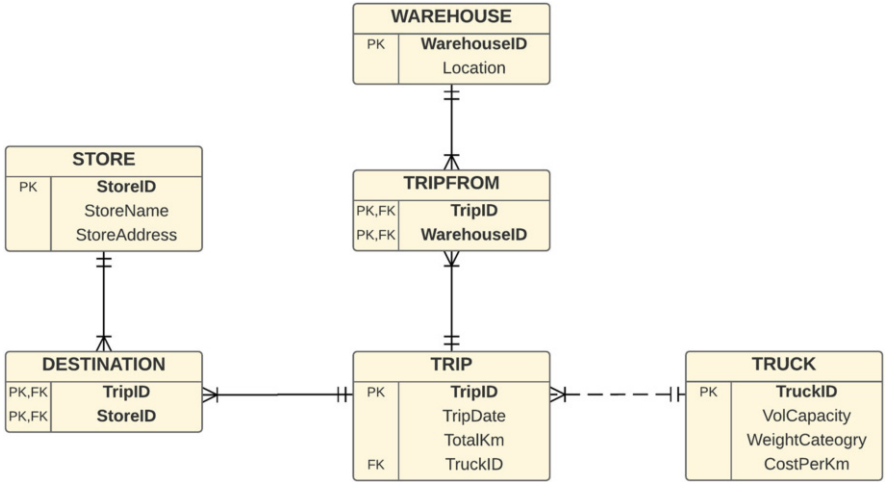 WAREHOUSE
PK WarehouseID
Location
STORE
PK StoreID
StoreName
StoreAddress
TRIPFROM
PK,FK TripID
PK,FK WarehouseID
DESTINATION
PK,FK TripID
PK,FK StoreID
TRIP
PK TripID
TripDate
TotalKm
FK TruckID
TRUCK
PK TruckID
VolCapacity
WeightCateogry
CostPerKm